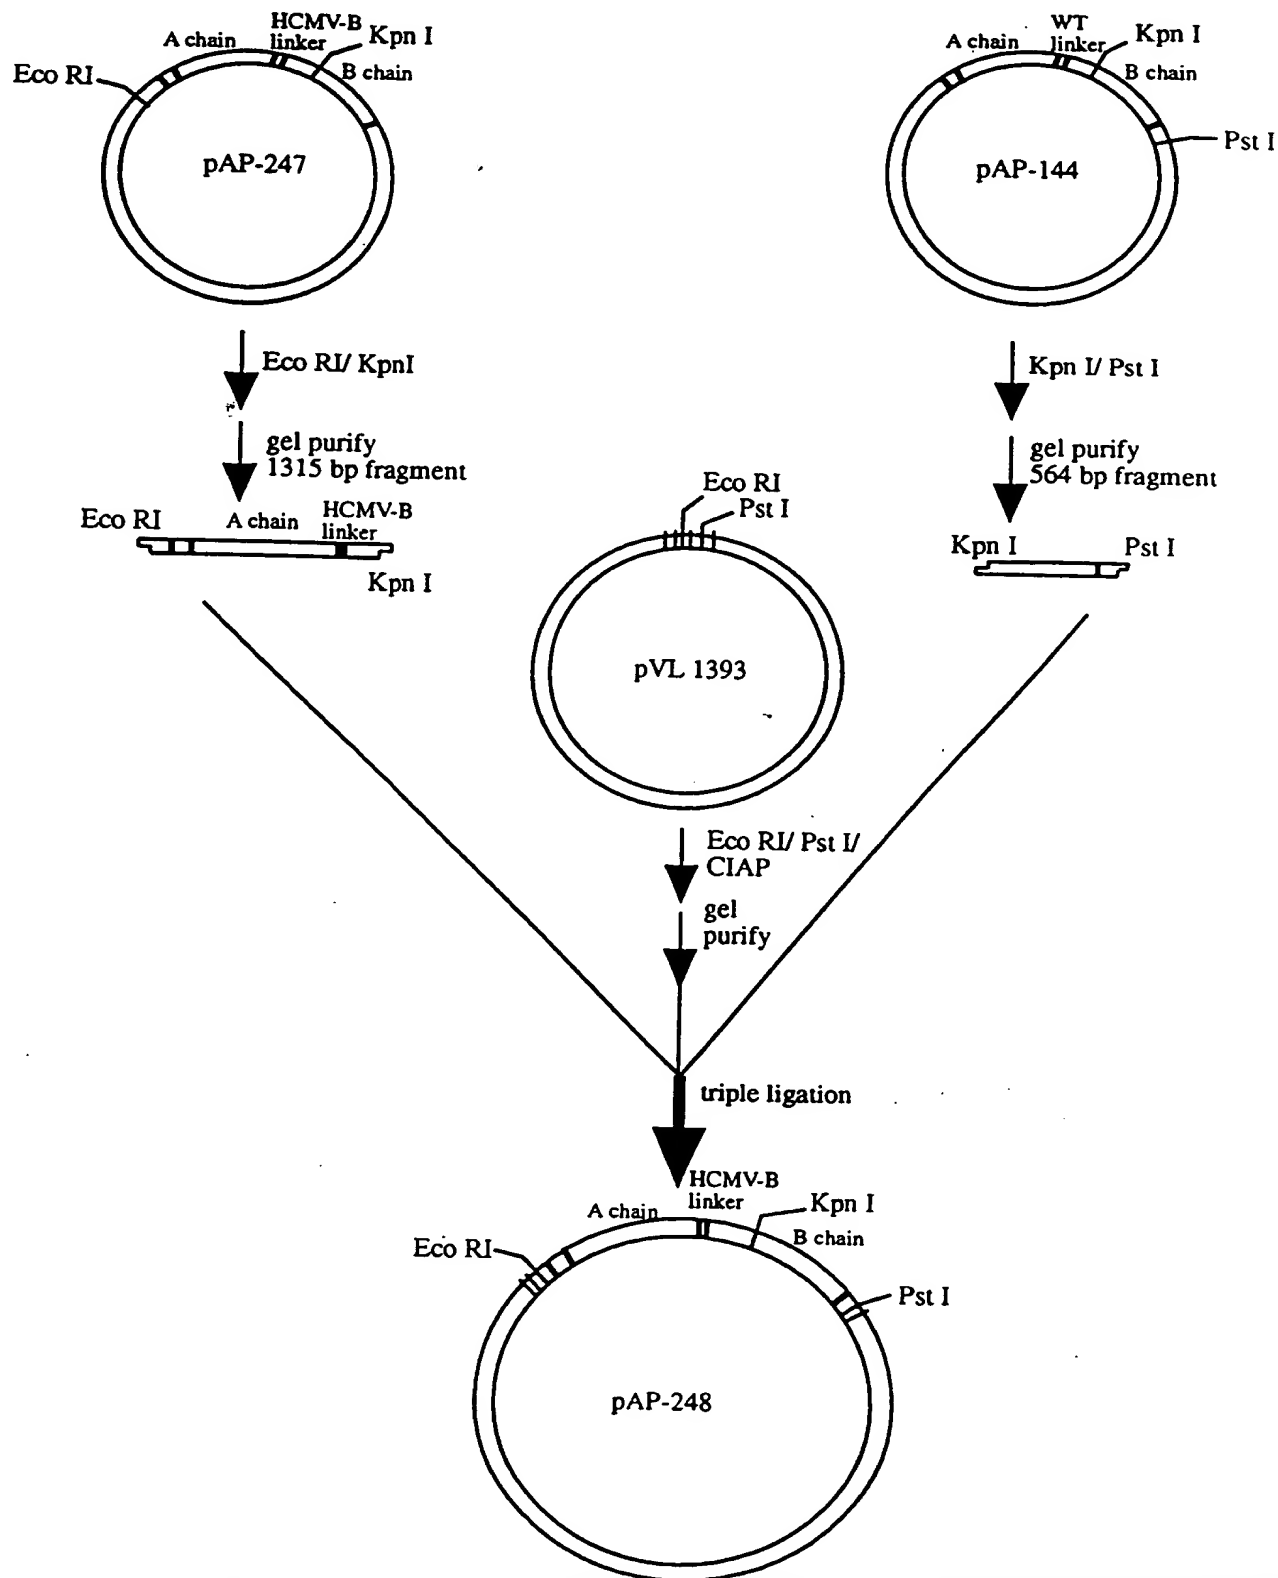 HCMV-B
linker
A chain
Kpn I
B chain
Eco RI
pAP-247
WT
linker
A chain
Kpn I
B chain
Pst I
pAP-144
Eco RI/ KpnI
gel purify
1315 bp fragment
Kpn I/ Pst I
gel purify
564 bp fragment
Eco RI
A chain
HCMV-B
linker
Kpn I
Eco RI
Pst I
pVL 1393
Kpn I
Pst I
Eco RI/ Pst I/
CIAP
gel
purify
triple ligation
HCMV-B
linker
A chain
Kpn I
B chain
Eco RI
Pst I
pAP-248